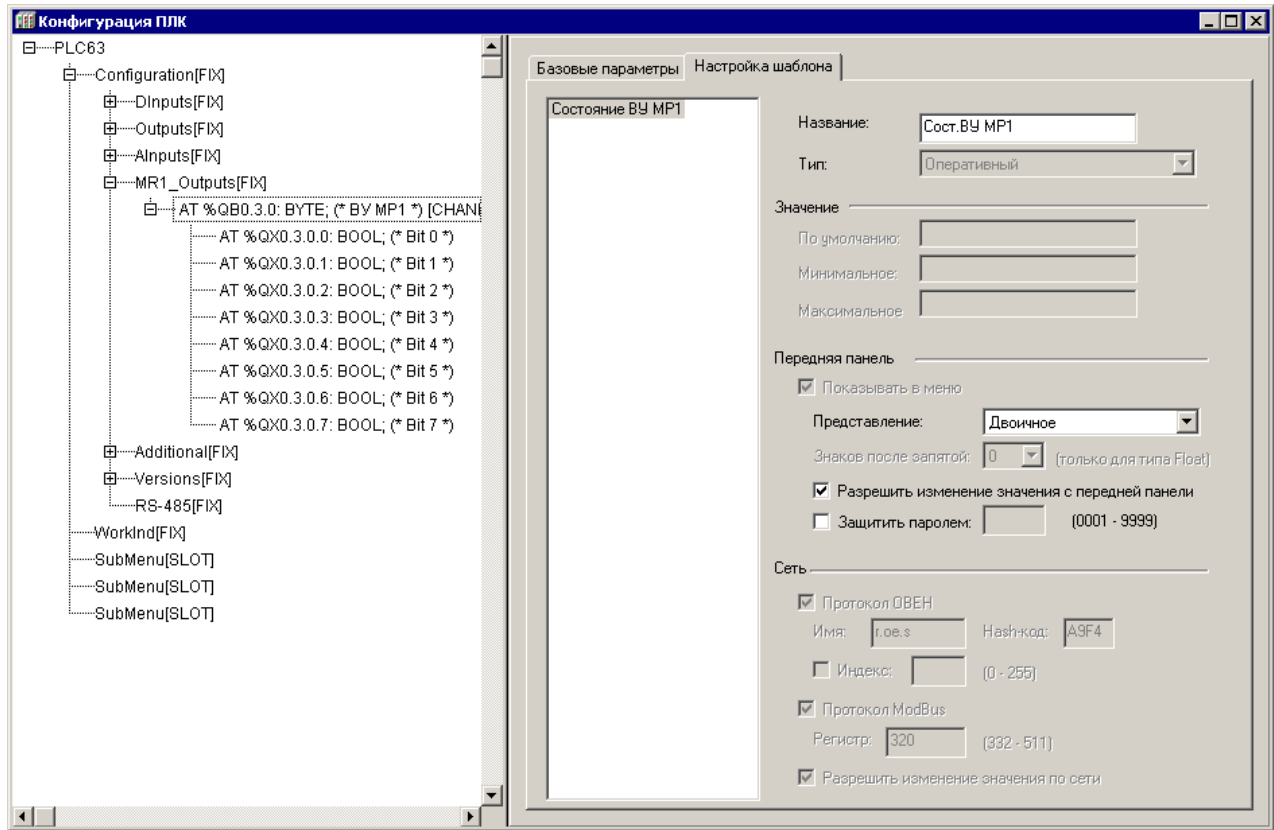 Конфигурация ПЛК
PLC63
Configuration[FIX]
DInputs[FIX]
Outputs[FIX]
AInputs[FIX]
MR1_Outputs[FIX]
AT %QB0.3.0: BYTE; (* ВУ МР1 *) [CHAN
AT %QX0.3.0.0: BOOL; (* Bit 0 *)
AT %QX0.3.0.1: BOOL; (* Bit 1 *)
AT %QX0.3.0.2: BOOL; (* Bit 2 *)
AT %QX0.3.0.3: BOOL; (* Bit 3 *)
AT %QX0.3.0.4: BOOL; (* Bit 4 *)
AT %QX0.3.0.5: BOOL; (* Bit 5 *)
AT %QX0.3.0.6: BOOL; (* Bit 6 *)
AT %QX0.3.0.7: BOOL; (* Bit 7 *)
Additional[FIX]
Versions[FIX]
RS-485[FIX]
WorkInd[FIX]
SubMenu[SLOT]
SubMenu[SLOT]
SubMenu[SLOT]
Базовые параметры Настройка шаблона
Состояние ВУ МР1
Название: Сост.ВУ МР1
Тип: Оперативный
Значение
По умолчанию:
Минимальное:
Максимальное
Передняя панель
Показывать в меню
Представление: Двоичное
Знаков после запятой: 0 (только для типа Float)
Разрешить изменение значения с передней панели
Защитить паролем: (0001 - 9999)
Сеть
Протокол ОВЕН
Имя: r.oe.s Hash-код: A9F4
Индекс: (0 - 255)
Протокол ModBus
Регистр: 320 (332 - 511)
Разрешить изменение значения по сети